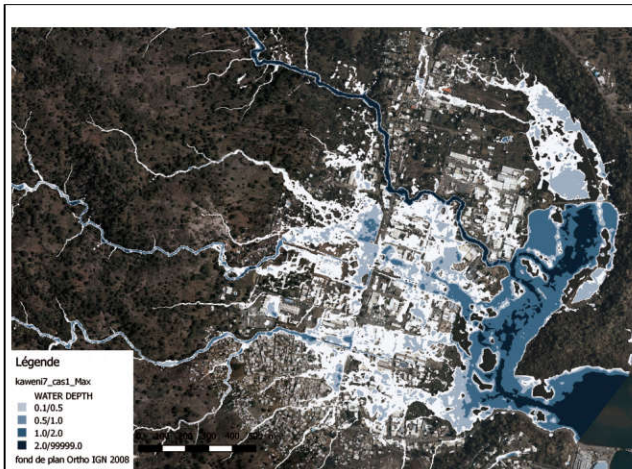 Légende
kaweni7_cas1_Max
WATER DEPTH
0.1/0.5
0.5/1.0
1.0/2.0
2.0/99999.0
fond de plan Ortho IGN 2008